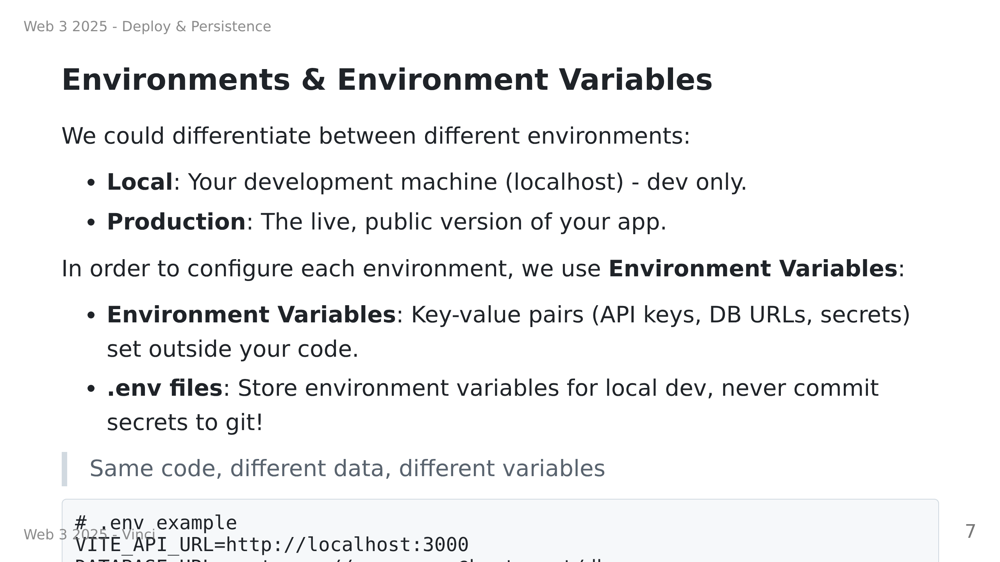 Web 3 2025 - Deploy & Persistence
Environments & Environment Variables
We could differentiate between different environments:
• Local: Your development machine (localhost) - dev only.
• Production: The live, public version of your app.
In order to configure each environment, we use Environment Variables:
• Environment Variables: Key-value pairs (API keys, DB URLs, secrets)
set outside your code.
• .env files: Store environment variables for local dev, never commit
secrets to git!
Same code, different data, different variables
# .env example
VITE_API_URL=http://localhost:3000
Web 3 2025 - Vinci
7